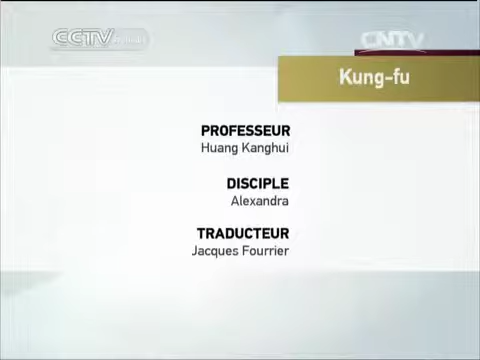 CCTV
CNTV
Kung-fu
PROFESSEUR
Huang Kanghui
DISCIPLE
Alexandra
TRADUCTEUR
Jacques Fourrier